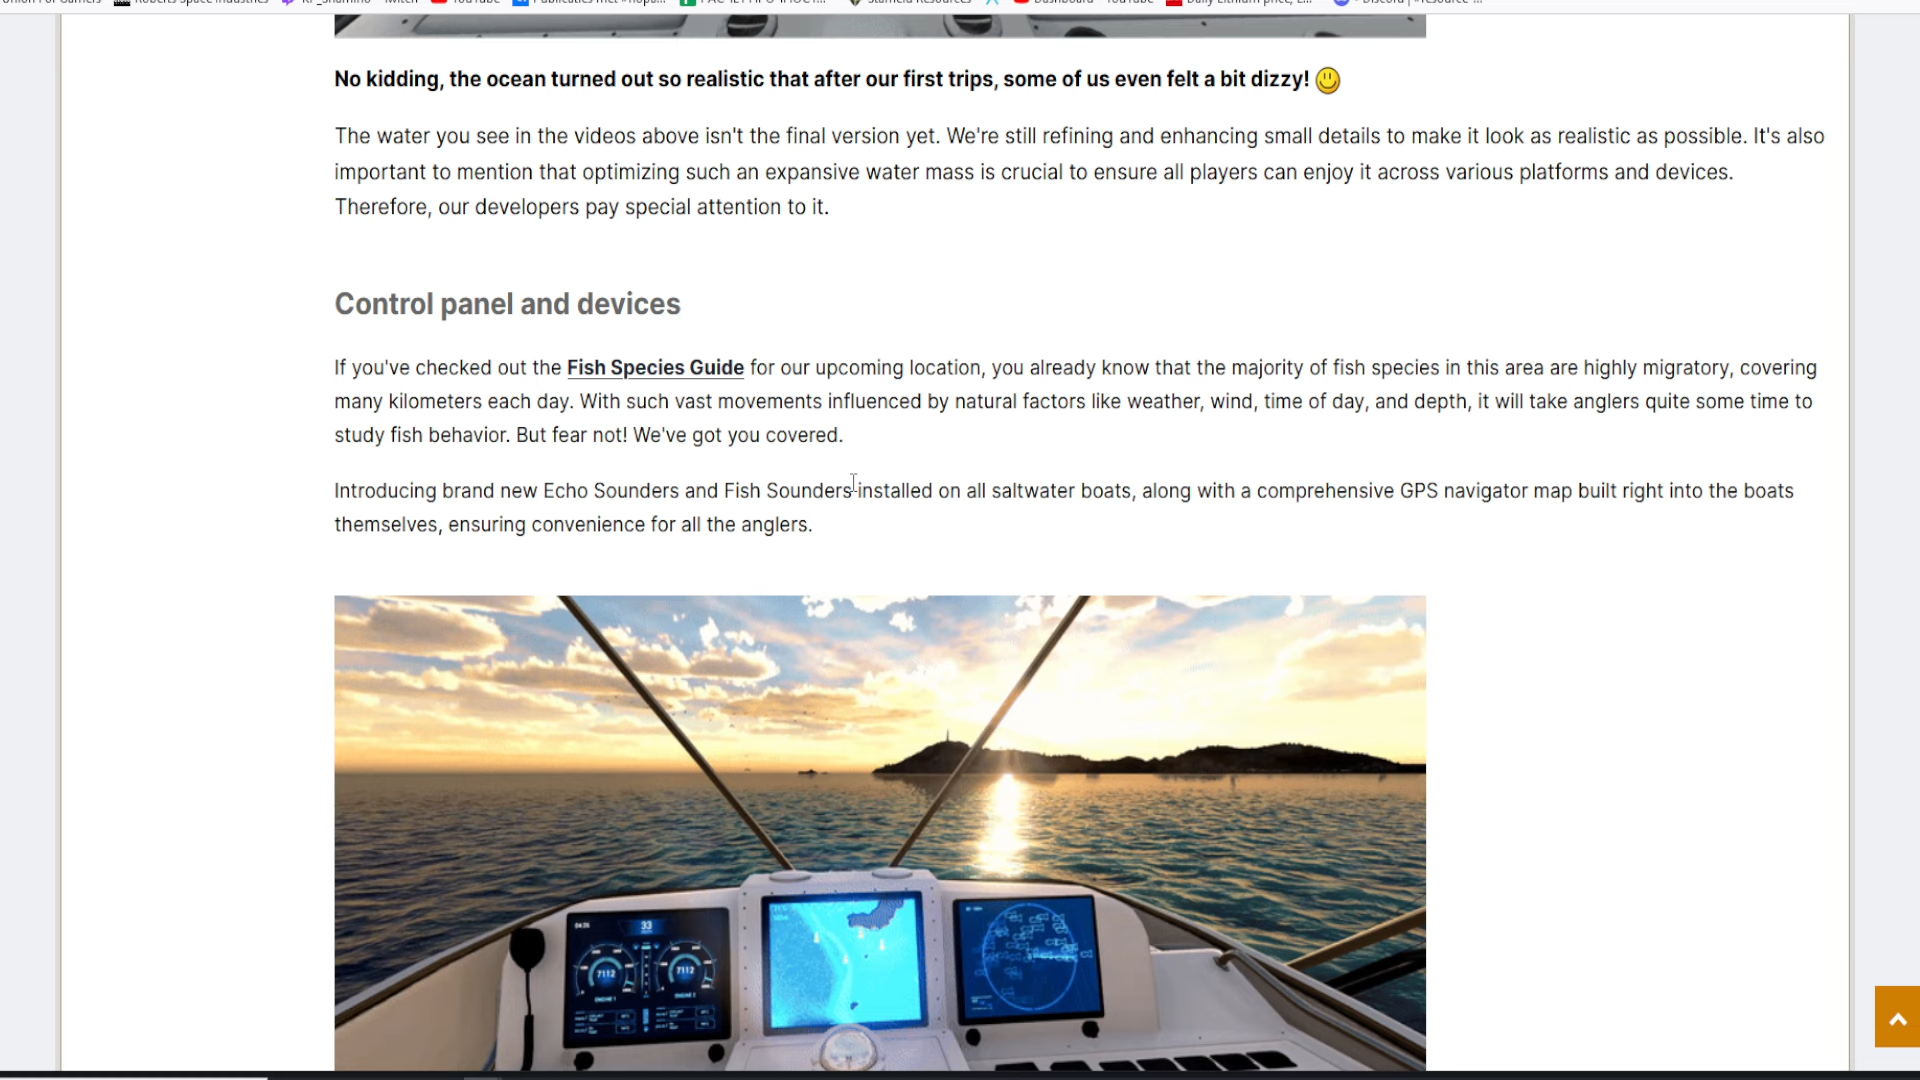 No kidding, the ocean turned out so realistic that after our first trips, some of us even felt a bit dizzy!
The water you see in the videos above isn't the final version yet. We're still refining and enhancing small details to make it look as realistic as possible. It's also
important to mention that optimizing such an expansive water mass is crucial to ensure all players can enjoy it across various platforms and devices.
Therefore, our developers pay special attention to it.
Control panel and devices
If you've checked out the Fish Species Guide for our upcoming location, you already know that the majority of fish species in this area are highly migratory, covering
many kilometers each day. With such vast movements influenced by natural factors like weather, wind, time of day, and depth, it will take anglers quite some time to
study fish behavior. But fear not! We've got you covered.
Introducing brand new Echo Sounders and Fish Sounders installed on all saltwater boats, along with a comprehensive GPS navigator map built right into the boats
themselves, ensuring convenience for all the anglers.
33
7112 7112
ENGINE 1 ENGINE 2